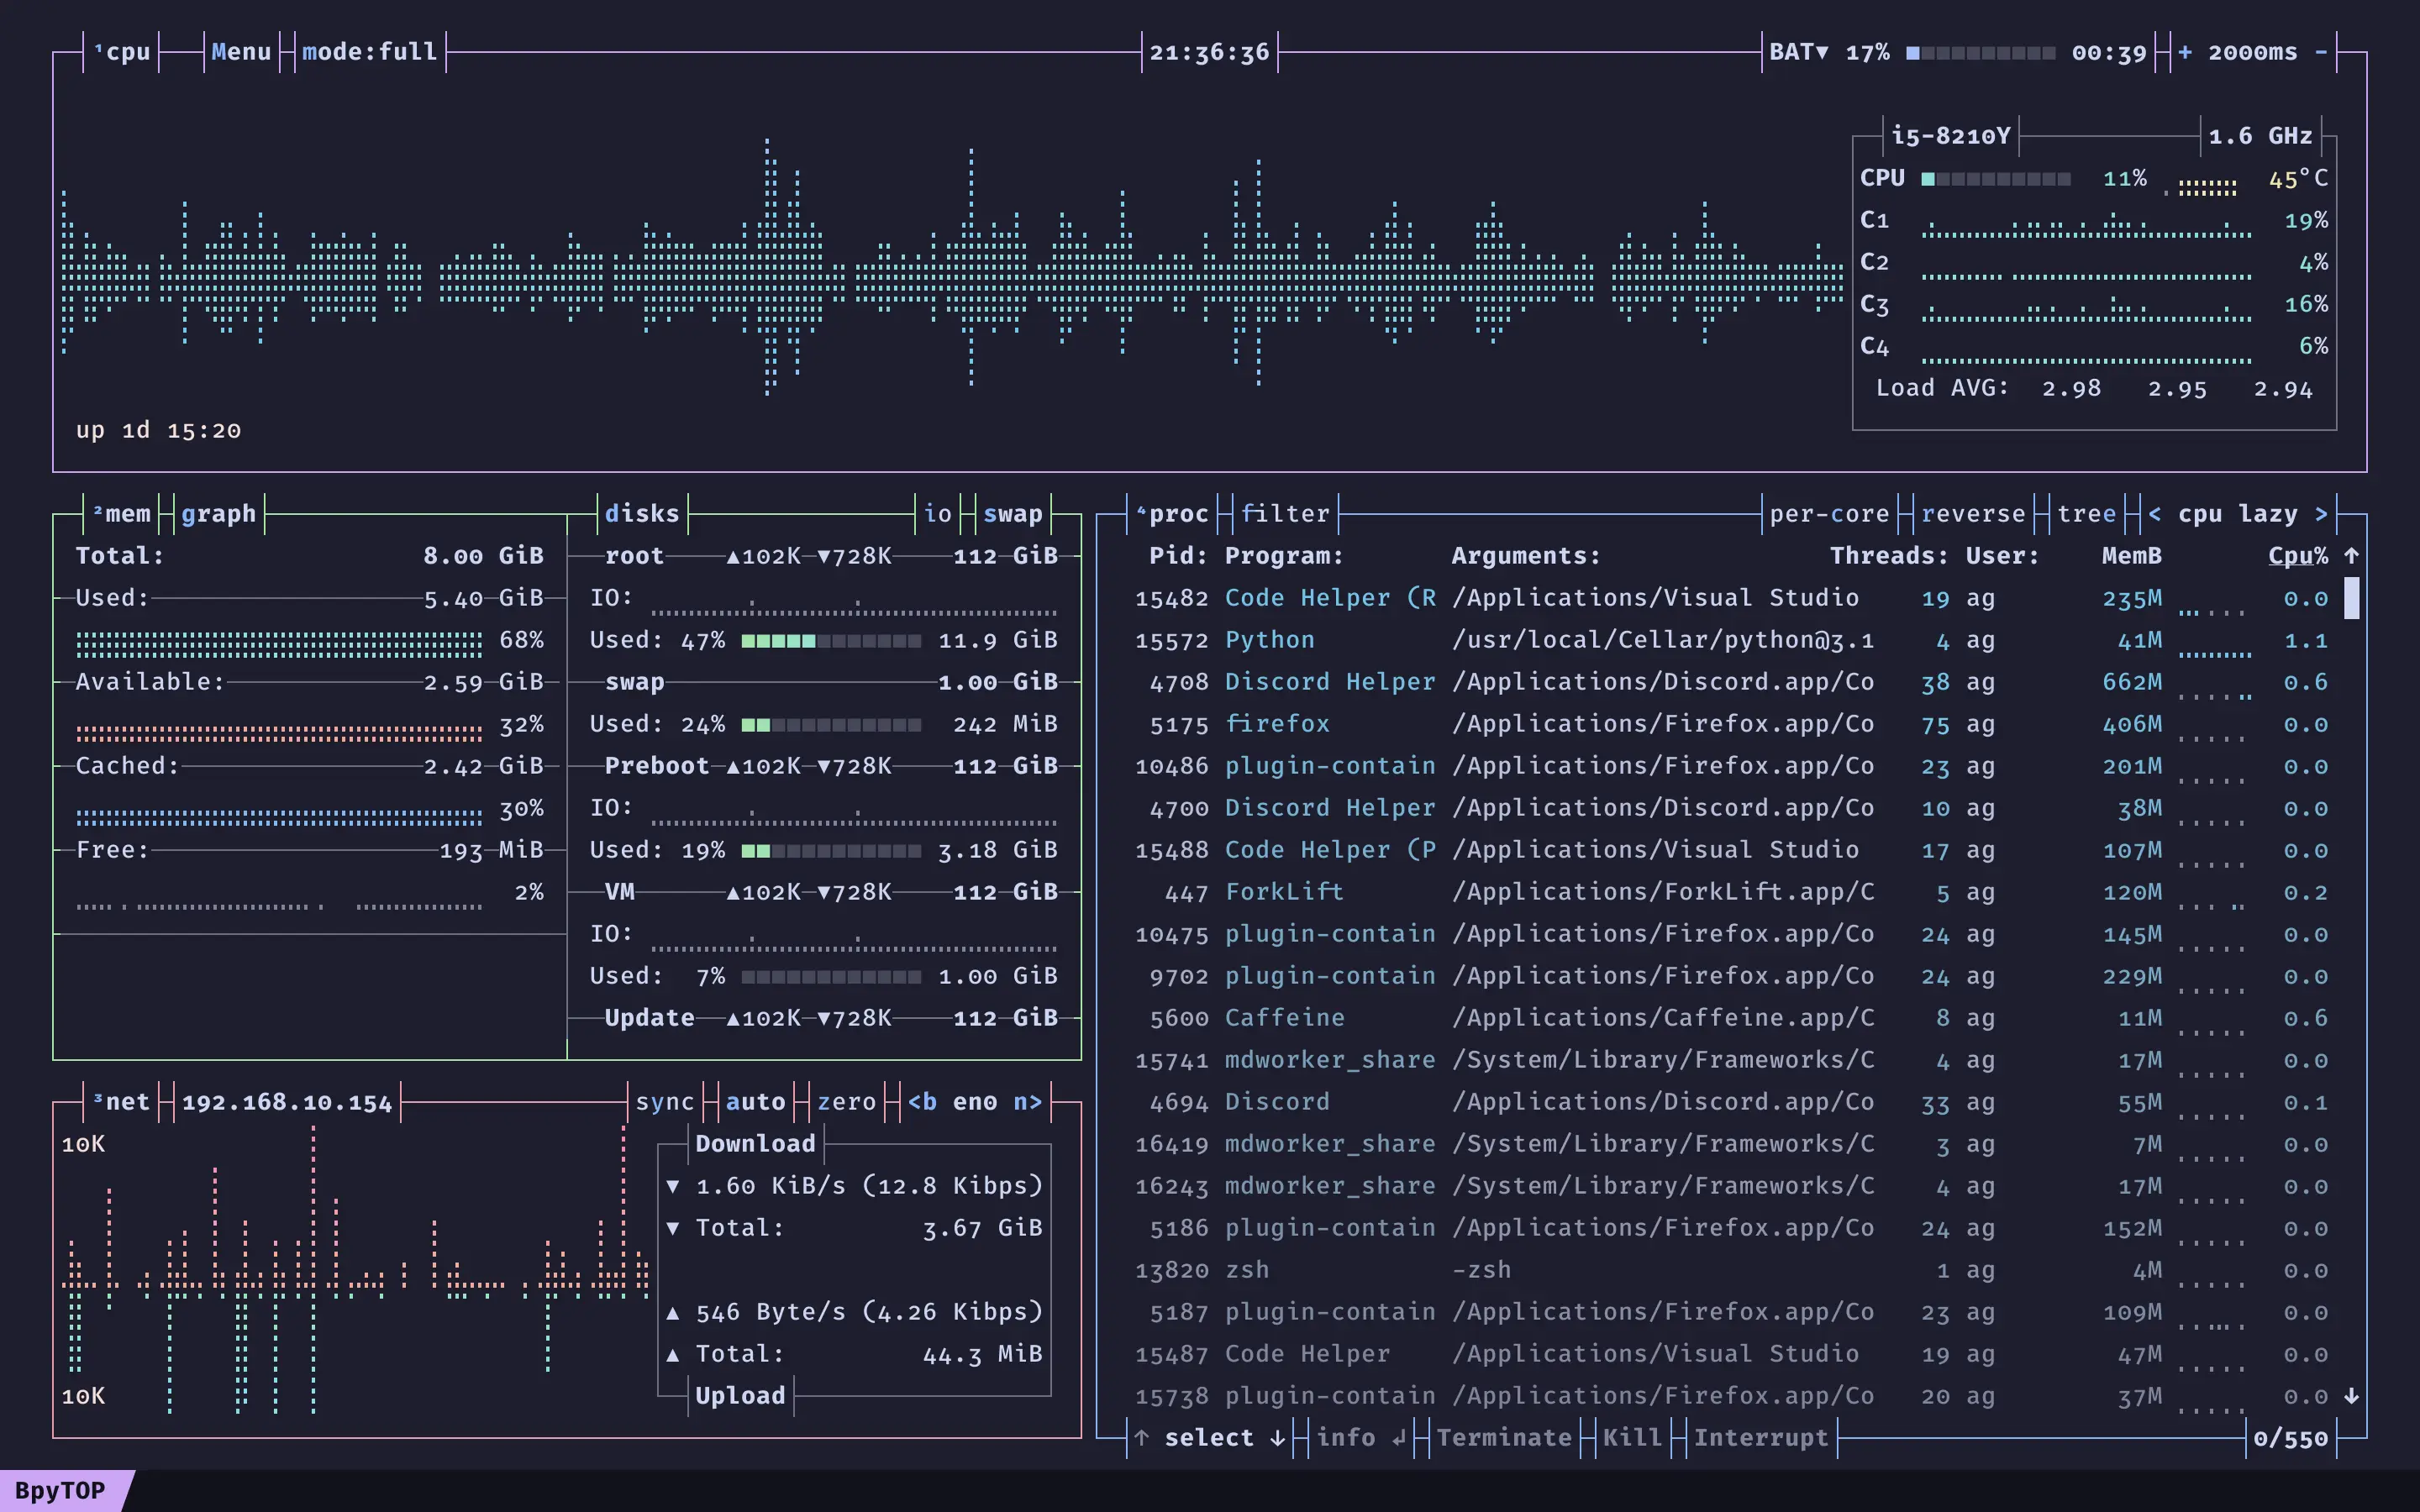 ¹cpu Menu mode:full 21:36:36 BAT▼ 17% 00:39 + 2000ms -
i5-8210Y 1.6 GHz
CPU 11% 45°C
C1 19%
C2 4%
C3 16%
C4 6%
Load AVG: 2.98 2.95 2.94
up 1d 15:20
²mem graph disks io swap
Total: 8.00 GiB
Used: 5.40 GiB
68%
Available: 2.59 GiB
32%
Cached: 2.42 GiB
30%
Free: 193 MiB
2%
root ▲102K ▼728K 112 GiB
IO:
Used: 47% 11.9 GiB
swap 1.00 GiB
Used: 24% 242 MiB
Preboot ▲102K ▼728K 112 GiB
IO:
Used: 19% 3.18 GiB
VM ▲102K ▼728K 112 GiB
IO:
Used: 7% 1.00 GiB
Update ▲102K ▼728K 112 GiB
³net 192.168.10.154 sync auto zero <b en0 n>
10K
10K
Download
▼ 1.60 KiB/s (12.8 Kibps)
▼ Total: 3.67 GiB
▲ 546 Byte/s (4.26 Kibps)
▲ Total: 44.3 MiB
Upload
⁴proc filter per-core reverse tree < cpu lazy >
Pid: Program: Arguments: Threads: User: MemB Cpu% ↑
15482 Code Helper (R /Applications/Visual Studio 19 ag 235M 0.0
15572 Python /usr/local/Cellar/python@3.1 4 ag 41M 1.1
4708 Discord Helper /Applications/Discord.app/Co 38 ag 662M 0.6
5175 firefox /Applications/Firefox.app/Co 75 ag 406M 0.0
10486 plugin-contain /Applications/Firefox.app/Co 23 ag 201M 0.0
4700 Discord Helper /Applications/Discord.app/Co 10 ag 38M 0.0
15488 Code Helper (P /Applications/Visual Studio 17 ag 107M 0.0
447 ForkLift /Applications/ForkLift.app/C 5 ag 120M 0.2
10475 plugin-contain /Applications/Firefox.app/Co 24 ag 145M 0.0
9702 plugin-contain /Applications/Firefox.app/Co 24 ag 229M 0.0
5600 Caffeine /Applications/Caffeine.app/C 8 ag 11M 0.6
15741 mdworker_share /System/Library/Frameworks/C 4 ag 17M 0.0
4694 Discord /Applications/Discord.app/Co 33 ag 55M 0.1
16419 mdworker_share /System/Library/Frameworks/C 3 ag 7M 0.0
16243 mdworker_share /System/Library/Frameworks/C 4 ag 17M 0.0
5186 plugin-contain /Applications/Firefox.app/Co 24 ag 152M 0.0
13820 zsh -zsh 1 ag 4M 0.0
5187 plugin-contain /Applications/Firefox.app/Co 23 ag 109M 0.0
15487 Code Helper /Applications/Visual Studio 19 ag 47M 0.0
15738 plugin-contain /Applications/Firefox.app/Co 20 ag 37M 0.0 ↓
↑ select ↓ info ↲ Terminate Kill Interrupt 0/550
BpyTOP